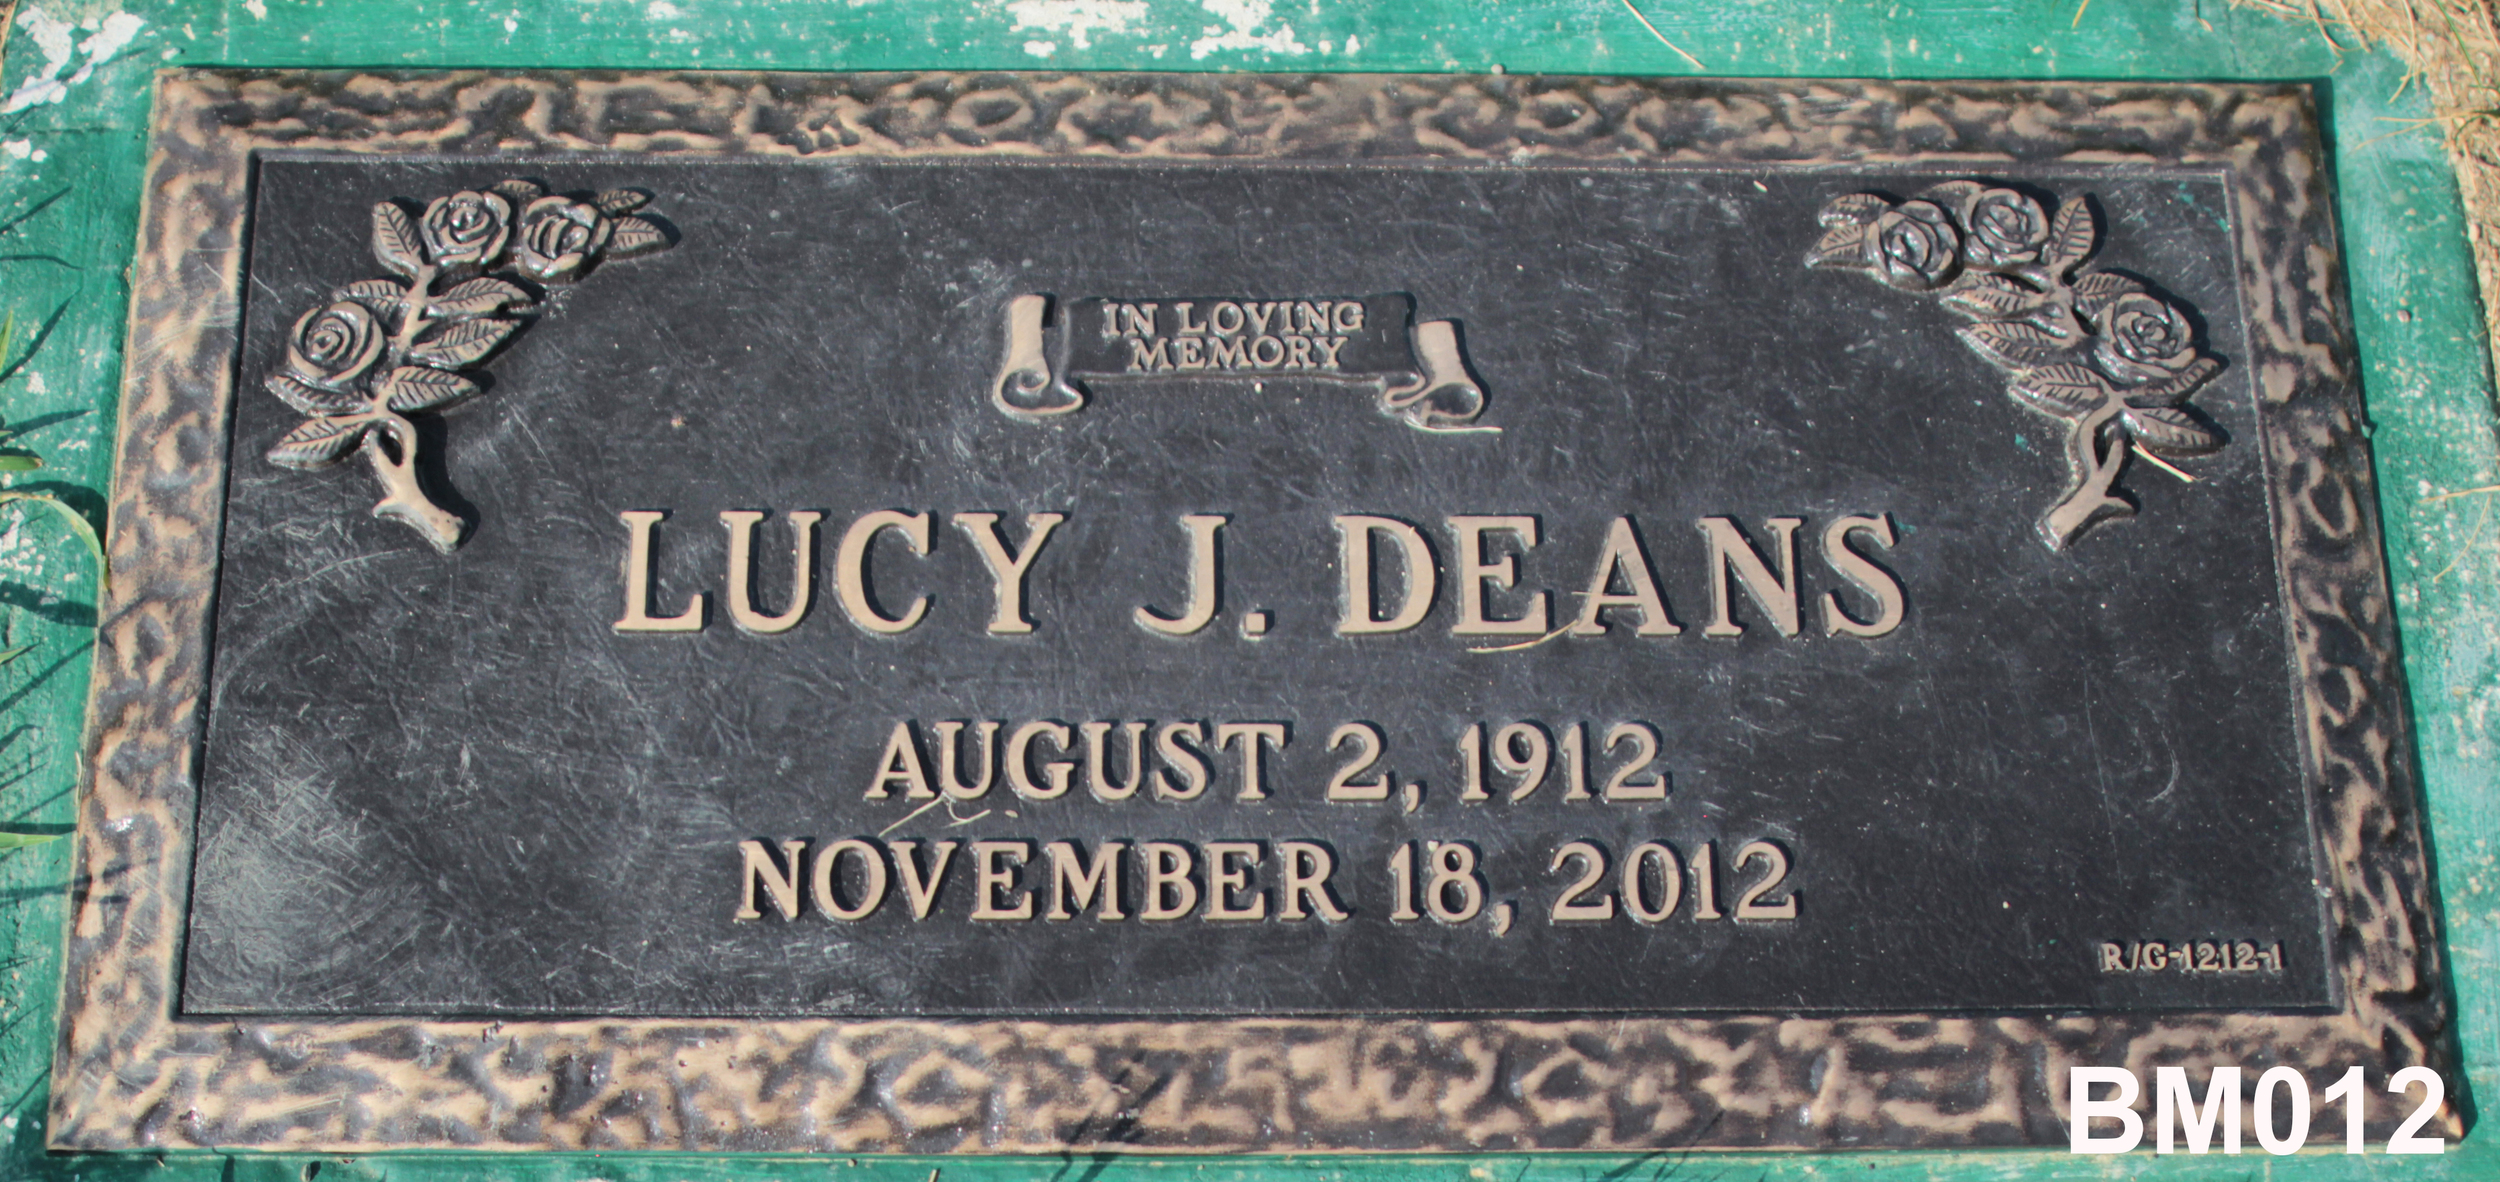 IN LOVING
MEMORY
LUCY J. DEANS
AUGUST 2, 1912
NOVEMBER 18, 2012
R/G-1212-1
BM012